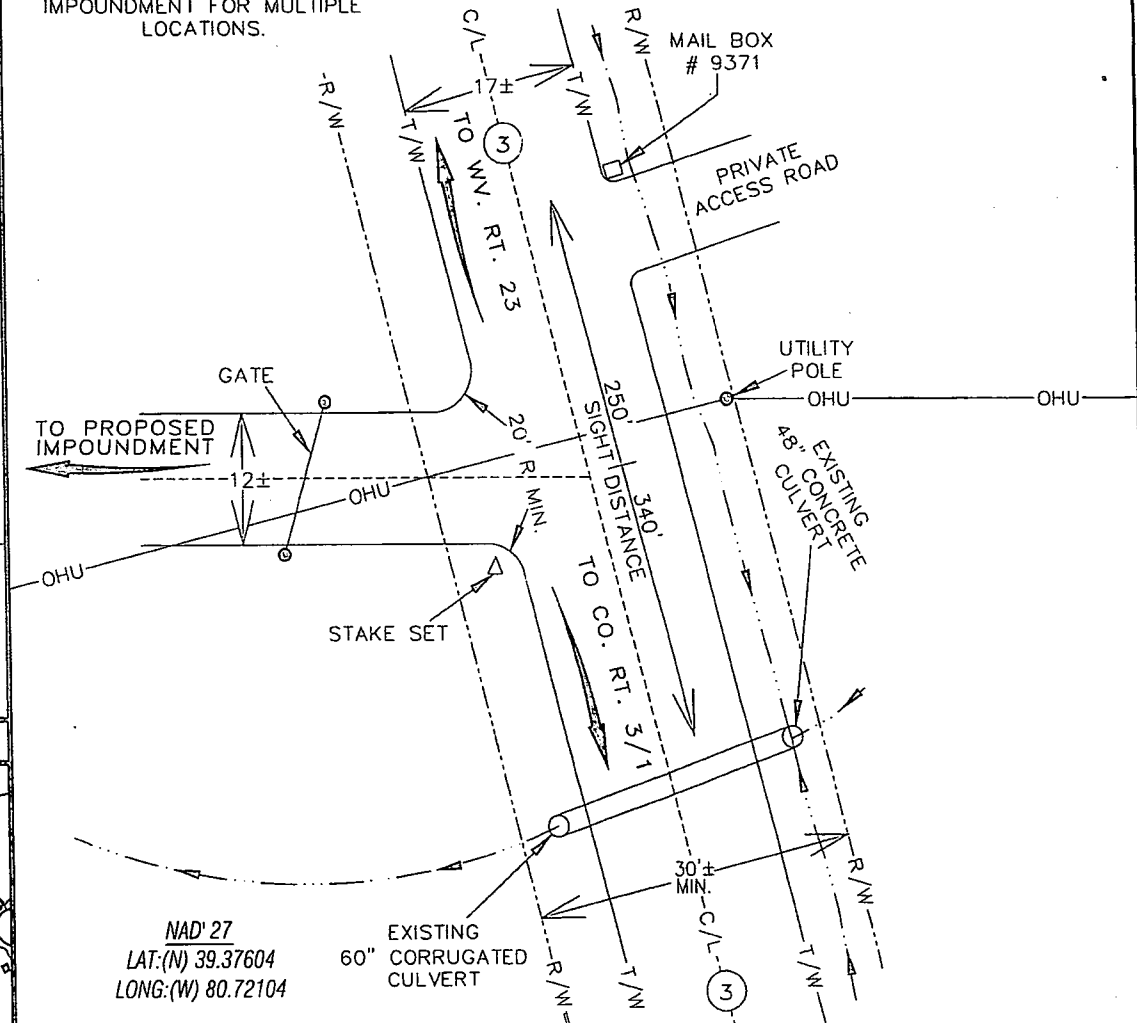 IMPOUNDMENT FOR MULTIPLE
LOCATIONS.
C/L
R/W
MAIL BOX
# 9371
R/W
T/W
17±
T/W
3
TO WV. RT. 23
PRIVATE
ACCESS ROAD
GATE
UTILITY
POLE
OHU
OHU
TO PROPOSED
IMPOUNDMENT
12±
20' R MIN.
250'
SIGHT DISTANCE
340'
EXISTING
48" CONCRETE
CULVERT
OHU
OHU
STAKE SET
TO CO. RT. 3/1
30'±
MIN.
R/W
NAD' 27
LAT:(N) 39.37604
LONG:(W) 80.72104
EXISTING
60" CORRUGATED
CULVERT
R/W
T/W
C/L
3
T/W